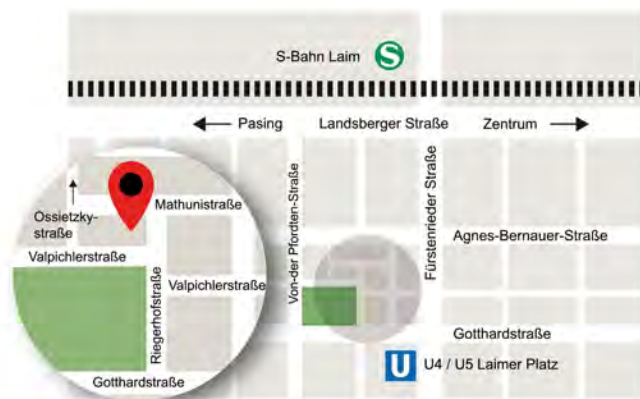 S-Bahn Laim
S
Pasing
Landsberger Straße
Zentrum
Von-der Pfordten-Straße
Fürstenrieder Straße
Mathunistraße
Ossietzky-
straße
Agnes-Bernauer-Straße
Valpichlerstraße
Valpichlerstraße
Riegerhofstraße
Gotthardstraße
Gotthardstraße
U
U4 / U5 Laimer Platz